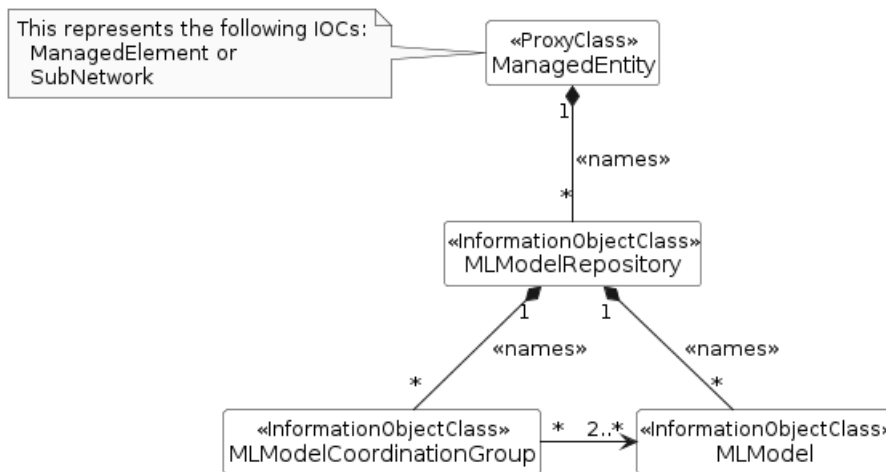 This represents the following IOCs:
ManagedElement or
SubNetwork
«ProxyClass»
ManagedEntity
1
«names»
*
«InformationObjectClass»
MLModelRepository
1
1
«names»
«names»
*
*
«InformationObjectClass»
MLModelCoordinationGroup
* 2..*
«InformationObjectClass»
MLModel